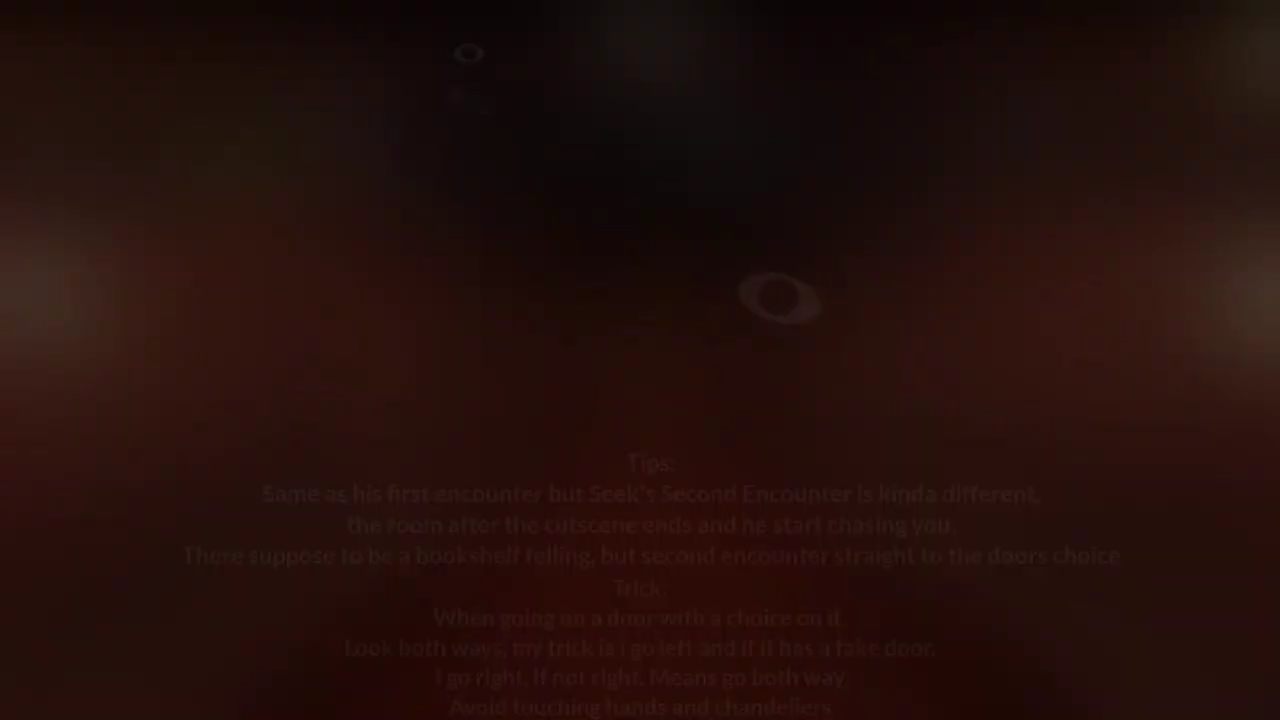 Tips:
Same as his first encounter but Seek's Second Encounter is kinda different,
the room after the cutscene ends and he start chasing you.
There suppose to be a bookshelf felling, but second encounter straight to the doors choice
Trick:
When going on a door with a choice on it.
Look both ways, my trick is i go left and if it has a fake door.
I go right. If not right. Means go both way
Avoid touching hands and chandeliers